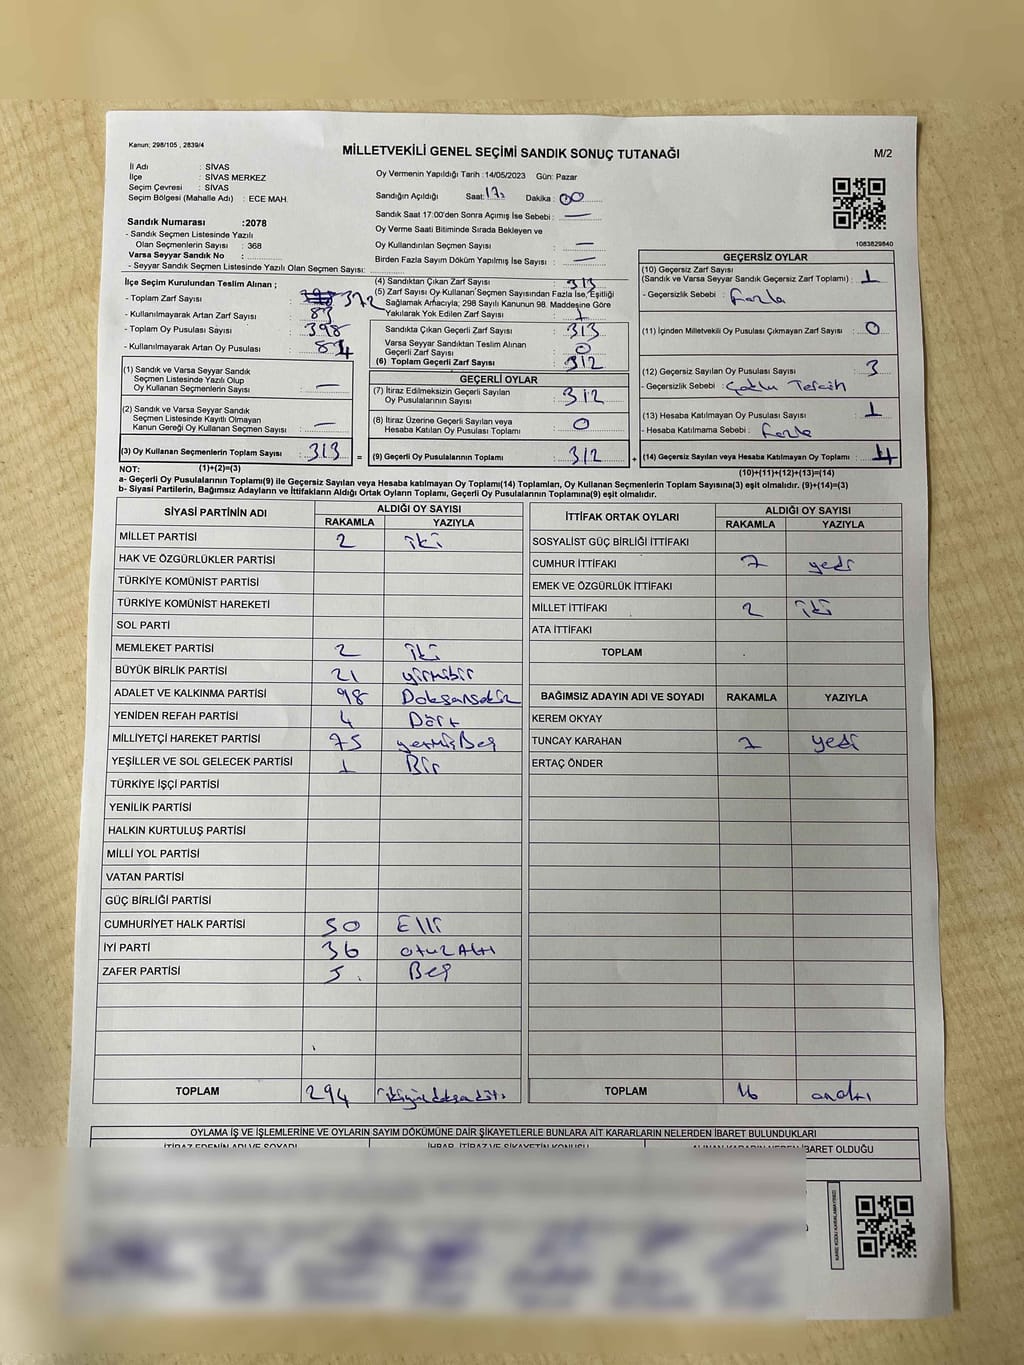 Kanun; 298/105 , 2839/4
MİLLETVEKİLİ GENEL SEÇİMİ SANDIK SONUÇ TUTANAĞI
M/2
İl Adı : SİVAS
İlçe : SİVAS MERKEZ
Seçim Çevresi : SİVAS
Seçim Bölgesi (Mahalle Adı) : ECE MAH.
Sandık Numarası :2078
- Sandık Seçmen Listesinde Yazılı
Olan Seçmenlerin Sayısı : 368
Varsa Seyyar Sandık No :
- Seyyar Sandık Seçmen Listesinde Yazılı Olan Seçmen Sayısı:
Oy Vermenin Yapıldığı Tarih :14/05/2023 Gün: Pazar
Sandığın Açıldığı Saat: 17: Dakika : 00
Sandık Saat 17:00'den Sonra Açımış İse Sebebi : —
Oy Verme Saati Bitiminde Sırada Bekleyen ve
Oy Kullandırılan Seçmen Sayısı —
Birden Fazla Sayım Döküm Yapılmış İse Sayısı : —
1083829840
İlçe Seçim Kurulundan Teslim Alınan ;
- Toplam Zarf Sayısı : 372
- Kullanılmayarak Artan Zarf Sayısı : 83
- Toplam Oy Pusulası Sayısı : 398
- Kullanılmayarak Artan Oy Pusulası : 84
(1) Sandık ve Varsa Seyyar Sandık
Seçmen Listesinde Yazılı Olup
Oy Kullanan Seçmenlerin Sayısı : —
(2) Sandık ve Varsa Seyyar Sandık
Seçmen Listesinde Kayıtlı Olmayan
Kanun Gereği Oy Kullanan Seçmen Sayısı : —
(3) Oy Kullanan Seçmenlerin Toplam Sayısı : 313 =
(4) Sandıktan Çıkan Zarf Sayısı : 313
(5) Zarf Sayısı Oy Kullanan Seçmen Sayısından Fazla İse, Eşitliği
Sağlamak Amacıyla; 298 Sayılı Kanunun 98. Maddesine Göre
Yakılarak Yok Edilen Zarf Sayısı : 1
Sandıkta Çıkan Geçerli Zarf Sayısı : 313
Varsa Seyyar Sandıktan Teslim Alınan
Geçerli Zarf Sayısı : 0
(6) Toplam Geçerli Zarf Sayısı : 312
GEÇERLİ OYLAR
(7) İtiraz Edilmeksizin Geçerli Sayılan
Oy Pusulalarının Sayısı : 312
(8) İtiraz Üzerine Geçerli Sayılan veya
Hesaba Katılan Oy Pusulası Toplamı : 0
(9) Geçerli Oy Pusulalarının Toplamı : 312 +
GEÇERSİZ OYLAR
(10) Geçersiz Zarf Sayısı
(Sandık ve Varsa Seyyar Sandık Geçersiz Zarf Toplamı) : 1
- Geçersizlik Sebebi : fazla
(11) İçinden Milletvekili Oy Pusulası Çıkmayan Zarf Sayısı : 0
(12) Geçersiz Sayılan Oy Pusulası Sayısı : 3
- Geçersizlik Sebebi : Çoklu Tercih
(13) Hesaba Katılmayan Oy Pusulası Sayısı : 1
- Hesaba Katılmama Sebebi : fazla
(14) Geçersiz Sayılan veya Hesaba Katılmayan Oy Toplamı : 4
NOT: (1)+(2)=(3)
(10)+(11)+(12)+(13)=(14)
a- Geçerli Oy Pusulalarının Toplamı(9) ile Geçersiz Sayılan veya Hesaba Katılmayan Oy Toplamı(14) Toplamları, Oy Kullanan Seçmenlerin Toplam Sayısına(3) eşit olmalıdır. (9)+(14)=(3)
b- Siyasi Partilerin, Bağımsız Adayların ve İttifakların Aldığı Ortak Oyların Toplamı, Geçerli Oy Pusulalarının Toplamına(9) eşit olmalıdır.
SİYASİ PARTİNİN ADI ALDIĞI OY SAYISI
RAKAMLA YAZIYLA
MİLLET PARTİSİ 2 iki
HAK VE ÖZGÜRLÜKLER PARTİSİ
TÜRKİYE KOMÜNİST PARTİSİ
TÜRKİYE KOMÜNİST HAREKETİ
SOL PARTİ
MEMLEKET PARTİSİ 2 iki
BÜYÜK BİRLİK PARTİSİ 21 yirmibir
ADALET VE KALKINMA PARTİSİ 98 Doksansekiz
YENİDEN REFAH PARTİSİ 4 Dört
MİLLİYETÇİ HAREKET PARTİSİ 75 yetmişBeş
YEŞİLLER VE SOL GELECEK PARTİSİ 1 Bir
TÜRKİYE İŞÇİ PARTİSİ
YENİLİK PARTİSİ
HALKIN KURTULUŞ PARTİSİ
MİLLİ YOL PARTİSİ
VATAN PARTİSİ
GÜÇ BİRLİĞİ PARTİSİ
CUMHURİYET HALK PARTİSİ 50 Elli
İYİ PARTİ 36 otuzAltı
ZAFER PARTİSİ 5. Beş
TOPLAM 294 ikiyüzdoksandört
İTTİFAK ORTAK OYLARI ALDIĞI OY SAYISI
RAKAMLA YAZIYLA
SOSYALİST GÜÇ BİRLİĞİ İTTİFAKI
CUMHUR İTTİFAKI 7 yedi
EMEK VE ÖZGÜRLÜK İTTİFAKI
MİLLET İTTİFAKI 2 iki
ATA İTTİFAKI
TOPLAM
BAĞIMSIZ ADAYIN ADI VE SOYADI RAKAMLA YAZIYLA
KEREM OKYAY
TUNCAY KARAHAN 7 yedi
ERTAÇ ÖNDER
TOPLAM 16 onaltı
OYLAMA İŞ VE İŞLEMLERİNE VE OYLARIN SAYIM DÖKÜMÜNE DAİR ŞİKAYETLERLE BUNLARA AİT KARARLARIN NELERDEN İBARET BULUNDUKLARI
İTİRAZ EDENİN ADI VE SOYADI İHBAR, İTİRAZ VE ŞİKAYETİN KONUSU ALINAN KARARIN NEDEN İBARET OLDUĞU
KARE KODU KARALAMAYINIZ!